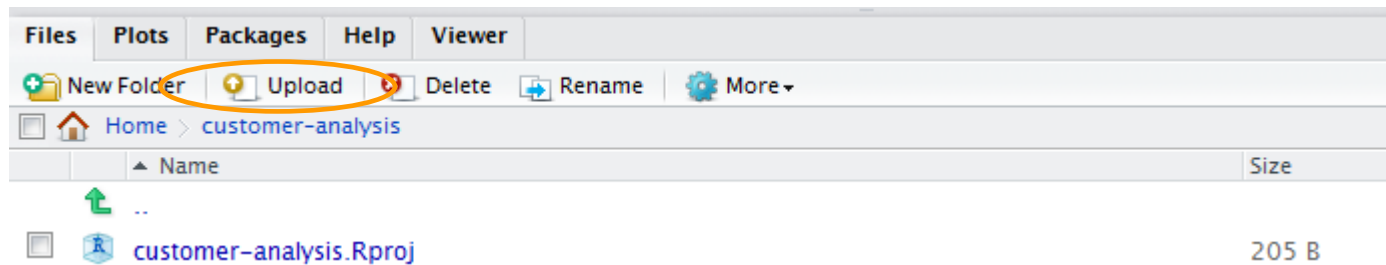 Files Plots Packages Help Viewer
New Folder Upload Delete Rename More
Home > customer-analysis
Name Size
..
customer-analysis.Rproj 205 B